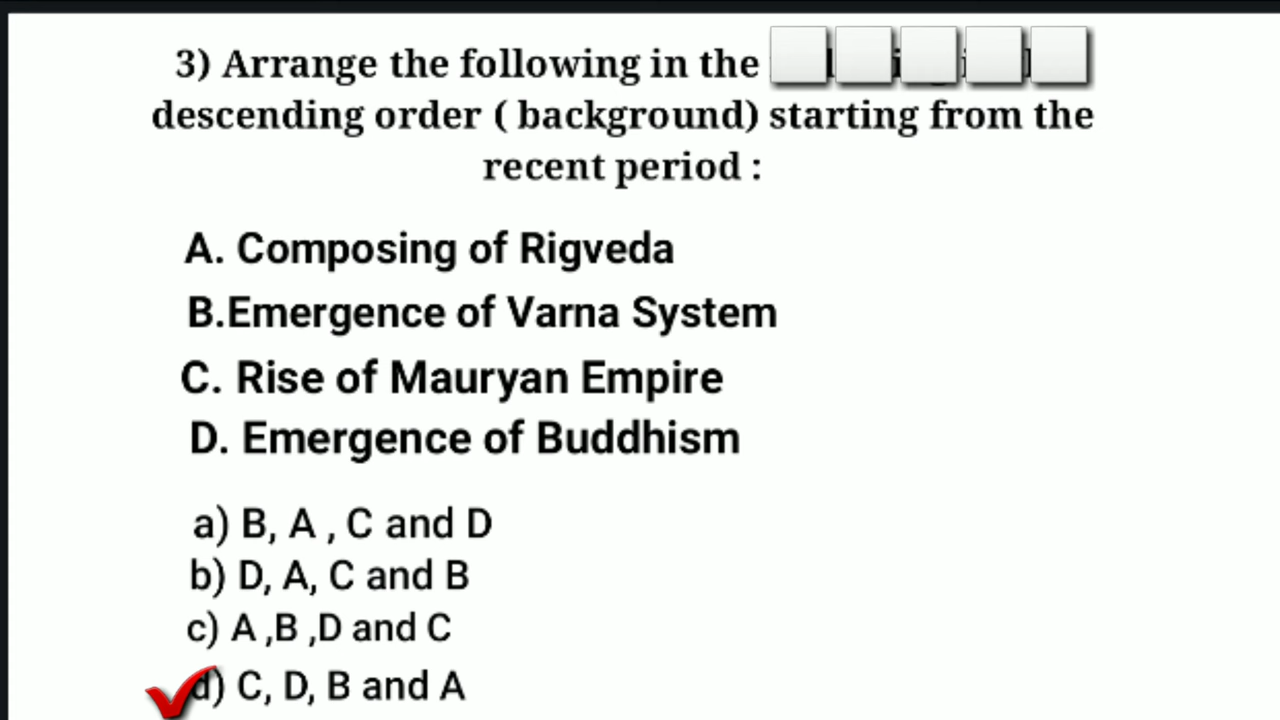 3) Arrange the following in the
descending order ( background) starting from the
recent period :
A. Composing of Rigveda
B.Emergence of Varna System
C. Rise of Mauryan Empire
D. Emergence of Buddhism
a) B, A , C and D
b) D, A, C and B
c) A ,B ,D and C
d) C, D, B and A